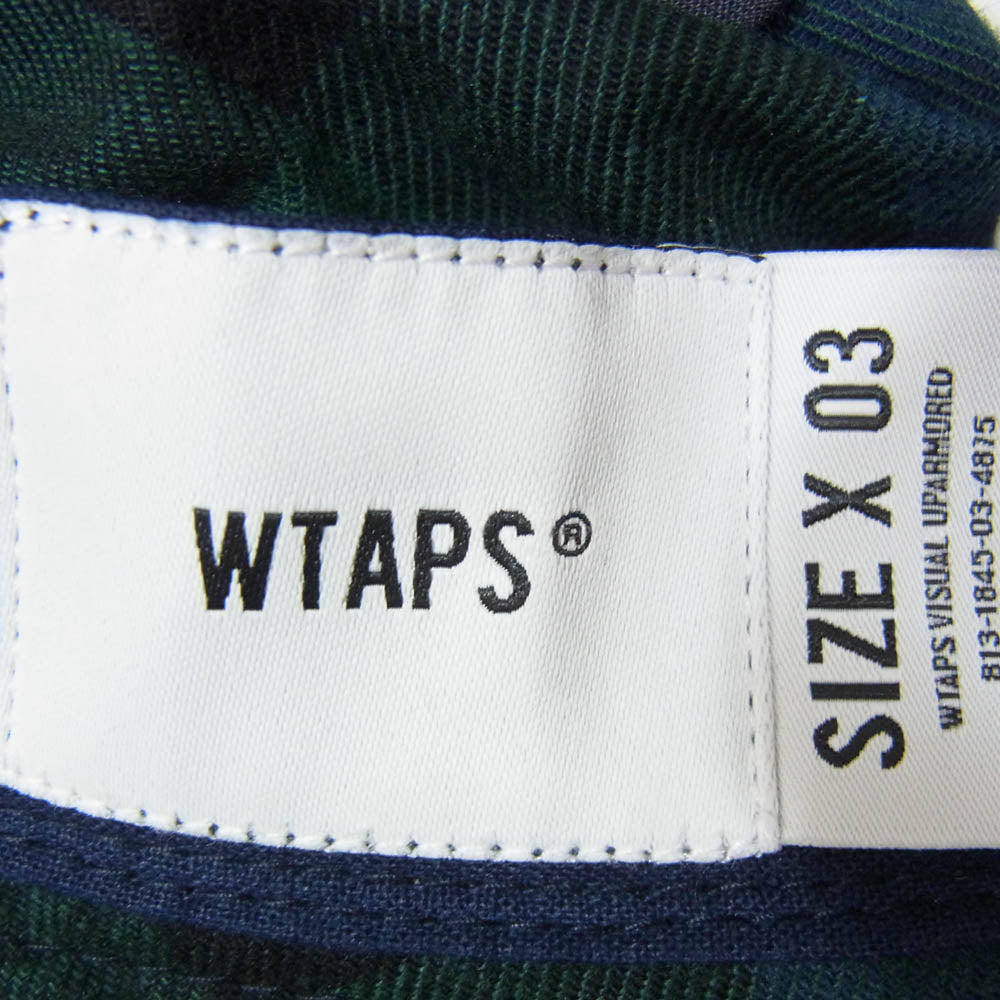 WTAPS®
SIZE X 03
WTAPS VISUAL UPARMORED
813-1845-03-4875